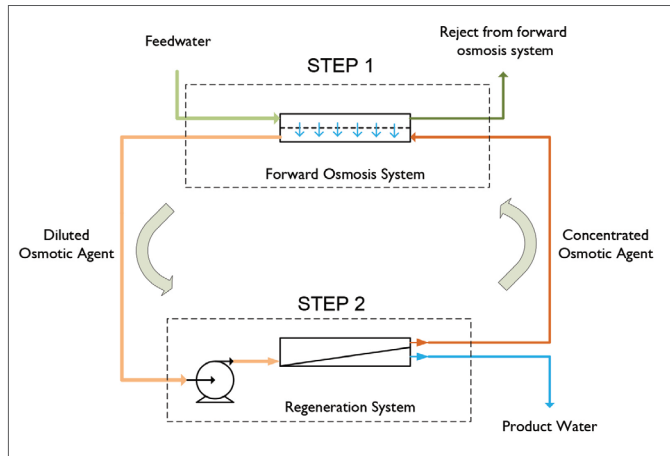 Feedwater
Reject from forward
osmosis system
STEP 1
Forward Osmosis System
Diluted
Osmotic Agent
Concentrated
Osmotic Agent
STEP 2
Regeneration System
Product Water